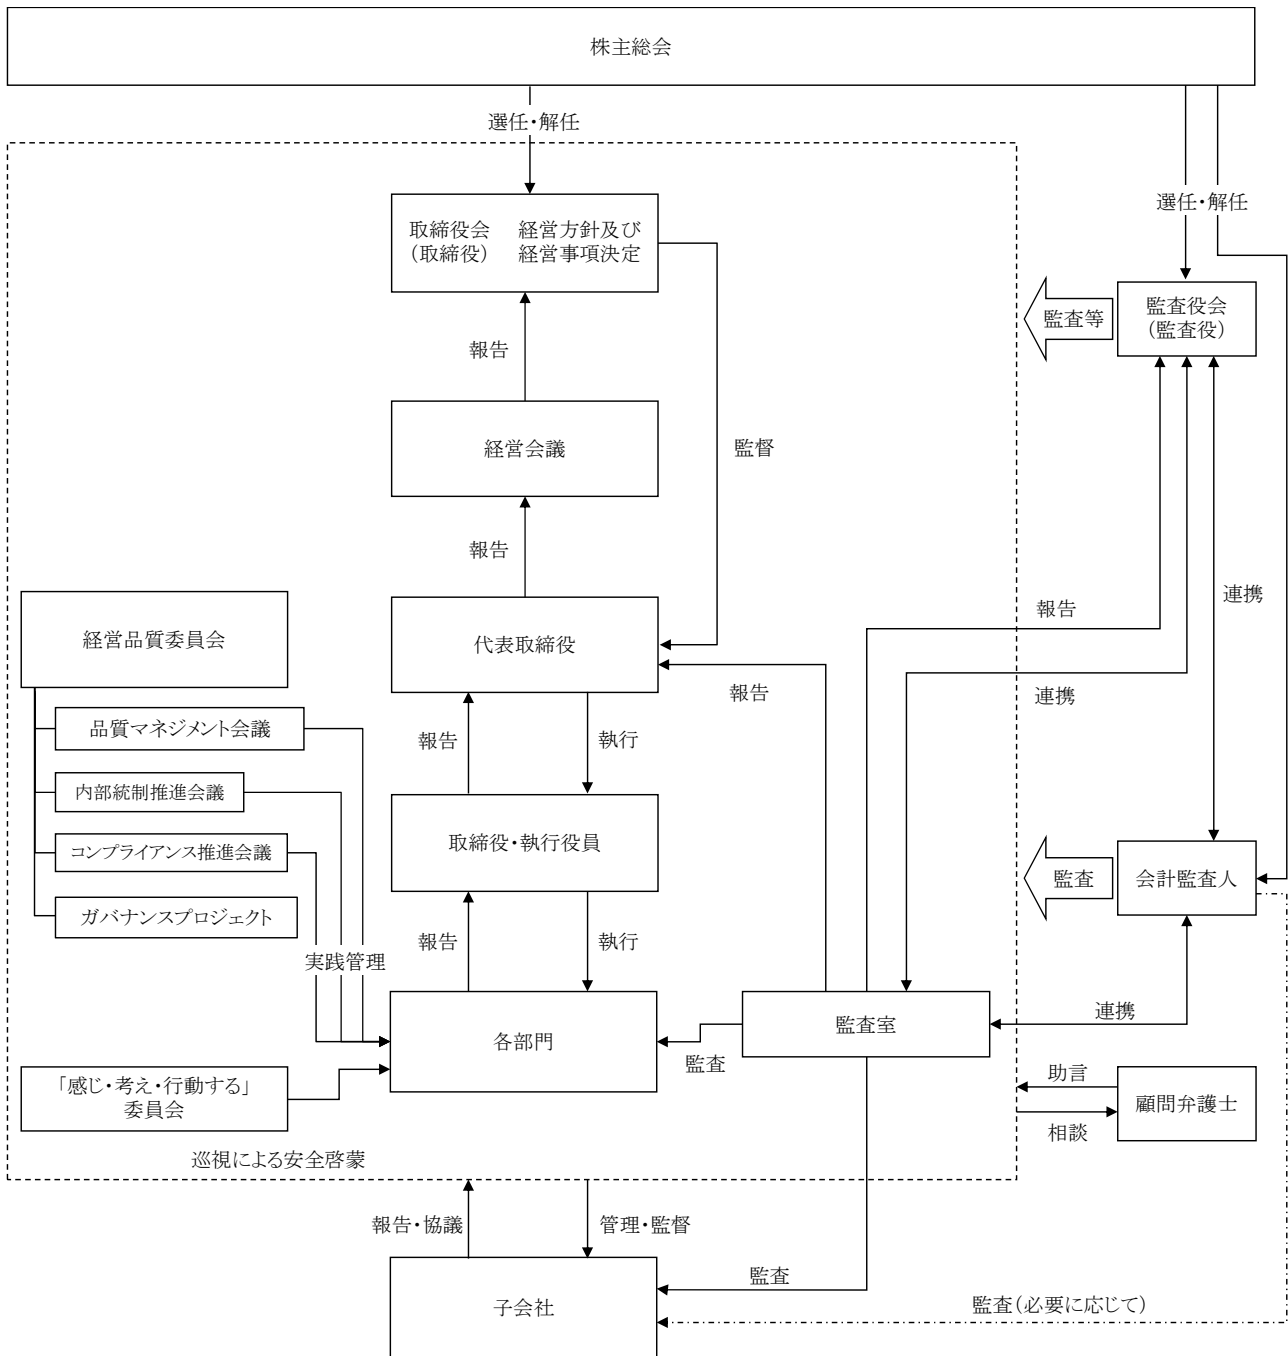 株主総会
選任・解任
選任・解任
取締役会 経営方針及び
(取締役) 経営事項決定
監査等
監査役会
(監査役)
報告
経営会議
監督
報告
経営品質委員会
代表取締役
報告
連携
報告
連携
品質マネジメント会議
報告
執行
内部統制推進会議
コンプライアンス推進会議
取締役・執行役員
監査
会計監査人
ガバナンスプロジェクト
報告
執行
実践管理
各部門
監査室
連携
監査
「感じ・考え・行動する」
委員会
助言
顧問弁護士
相談
巡視による安全啓蒙
報告・協議
管理・監督
子会社
監査
監査(必要に応じて)